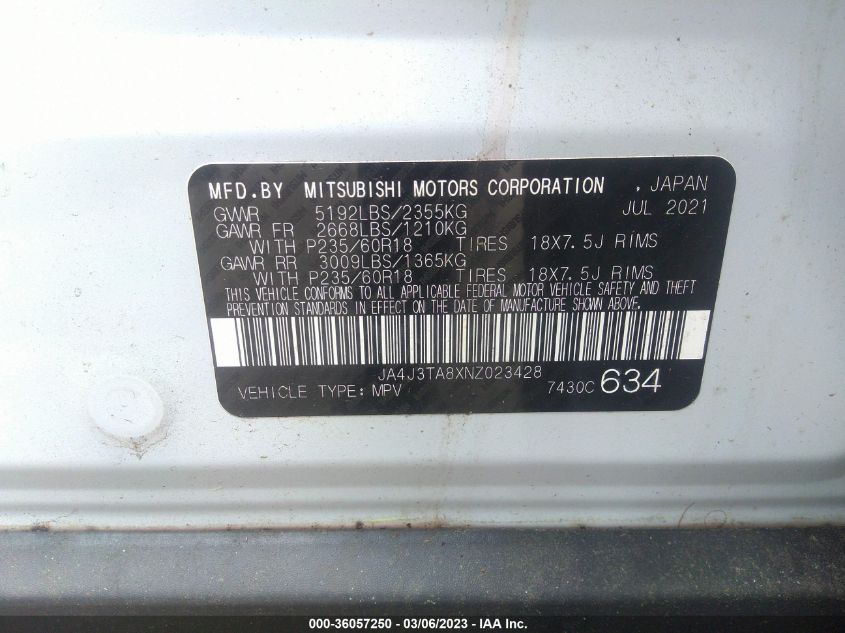 MFD.BY MITSUBISHI MOTORS CORPORATION , JAPAN
GVWR 5192LBS/2355KG JUL 2021
GAWR FR 2668LBS/1210KG
WITH P235/60R18 TIRES 18X7.5J RIMS
GAWR RR 3009LBS/1365KG
WITH P235/60R18 TIRES 18X7.5J RIMS
THIS VEHICLE CONFORMS TO ALL APPLICABLE FEDERAL MOTOR VEHICLE SAFETY AND THEFT
PREVENTION STANDARDS IN EFFECT ON THE DATE OF MANUFACTURE SHOWN ABOVE.
JA4J3TA8XNZ023428
VEHICLE TYPE: MPV 7430C 634
000-36057250 - 03/06/2023 - © IAA Inc.